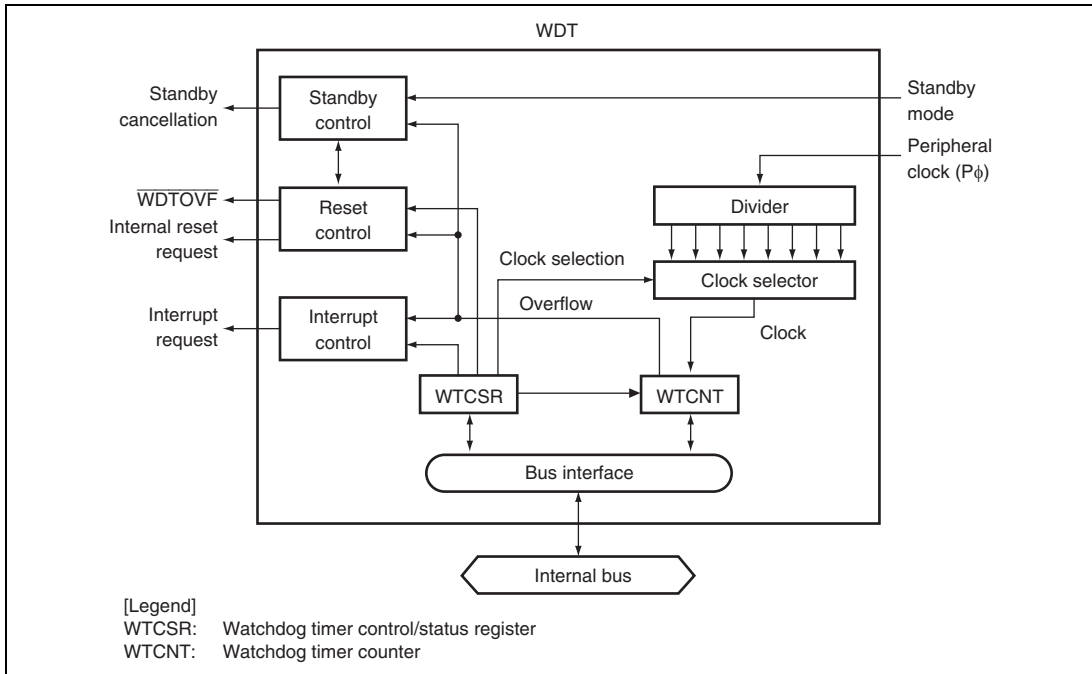 WDT
Standby
cancellation
Standby
control
Standby
mode
Peripheral
clock (Pϕ)
WDTOVF
Internal reset
request
Reset
control
Divider
Clock selection
Clock selector
Overflow
Clock
Interrupt
request
Interrupt
control
WTCSR
WTCNT
Bus interface
Internal bus
[Legend]
WTCSR: Watchdog timer control/status register
WTCNT: Watchdog timer counter